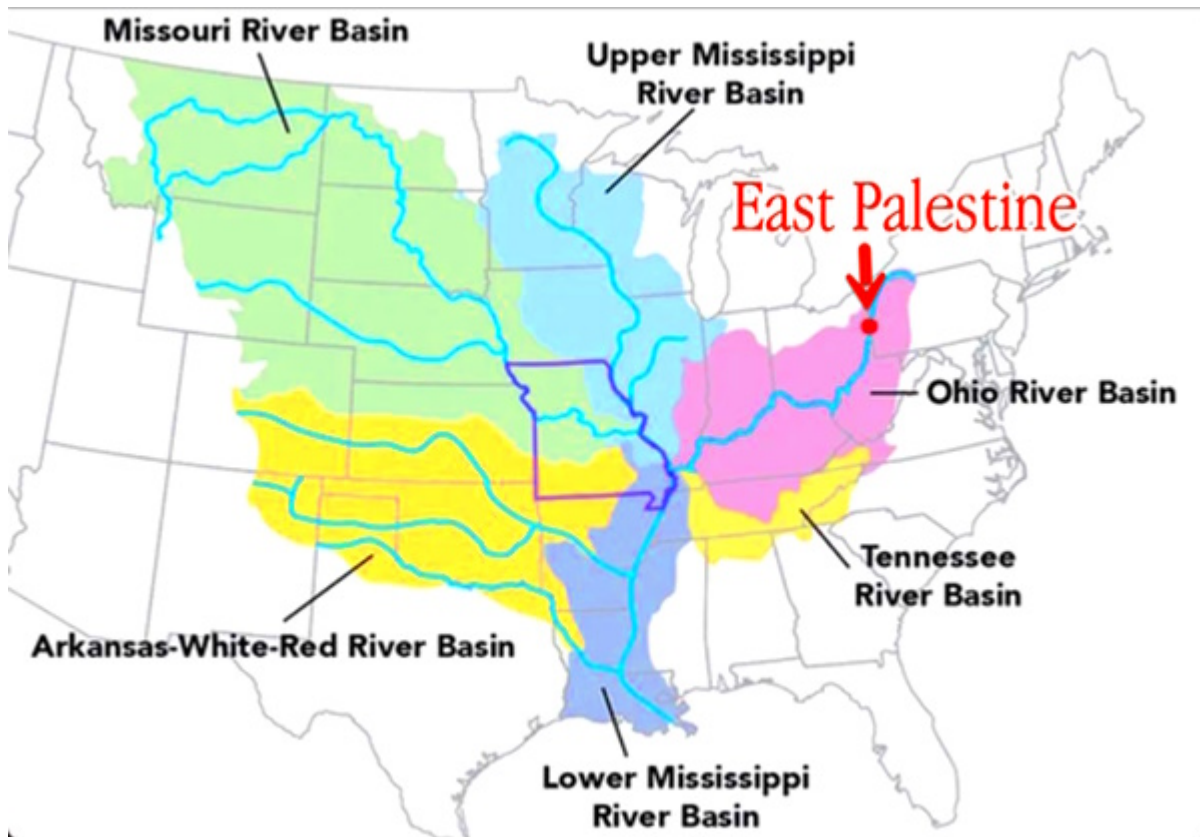 Missouri River Basin
Upper Mississippi
River Basin
East Palestine
Ohio River Basin
Tennessee
River Basin
Arkansas-White-Red River Basin
Lower Mississippi
River Basin